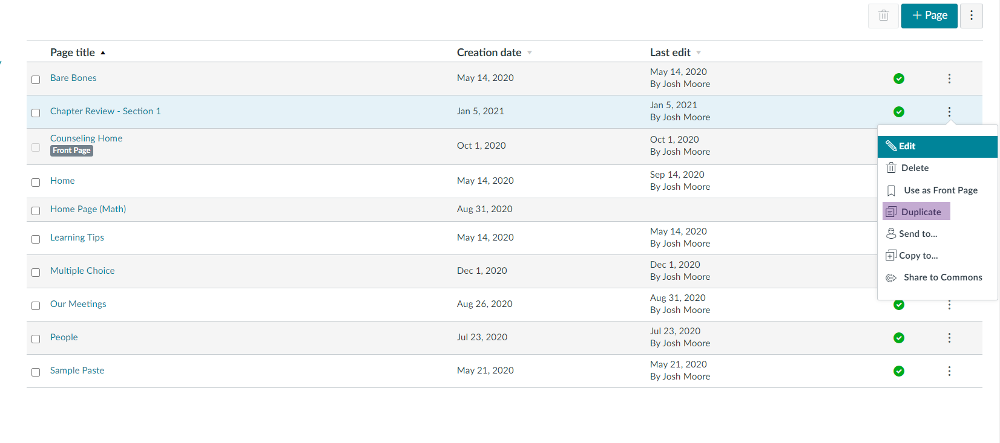 + Page
Page title Creation date Last edit
Bare Bones May 14, 2020 May 14, 2020
By Josh Moore
Chapter Review - Section 1 Jan 5, 2021 Jan 5, 2021
By Josh Moore
Counseling Home
Front Page
Oct 1, 2020 Oct 1, 2020
By Josh Moore
Home May 14, 2020 Sep 14, 2020
By Josh Moore
Home Page (Math) Aug 31, 2020
Learning Tips May 14, 2020 May 14, 2020
By Josh Moore
Multiple Choice Dec 1, 2020 Dec 1, 2020
By Josh Moore
Our Meetings Aug 26, 2020 Aug 31, 2020
By Josh Moore
People Jul 23, 2020 Jul 23, 2020
By Josh Moore
Sample Paste May 21, 2020 May 21, 2020
By Josh Moore
Edit
Delete
Use as Front Page
Duplicate
Send to...
Copy to...
Share to Commons